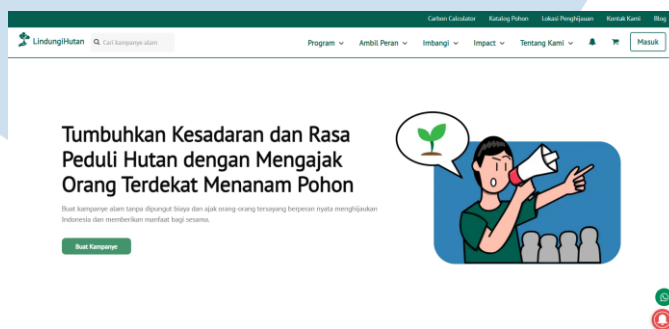 Carbon Calculator Katalog Pohon Lokasi Penghijauan Kontak Kami Blog
LindungiHutan Cari kampanye alam Program Ambil Peran Imbangi Impact Tentang Kami Masuk
Tumbuhkan Kesadaran dan Rasa
Peduli Hutan dengan Mengajak
Orang Terdekat Menanam Pohon
Buat kampanye alam tanpa dipungut biaya dan ajak orang-orang tersayang berperan nyata menghijaukan
Indonesia dan memberikan manfaat bagi sesama.
Buat Kampanye